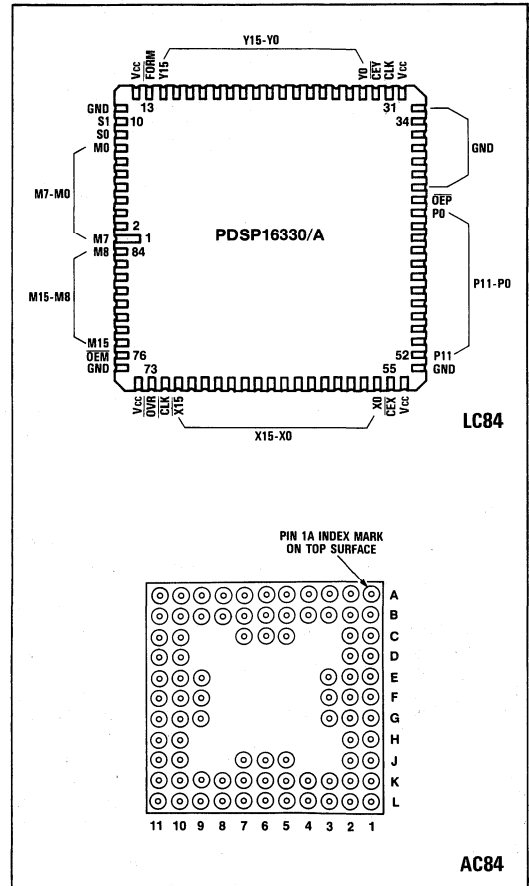 Y15-Y0
VCC
FORM
Y15
Y0
CEY
CLK
VCC
GND
S1
S0
M0
13
10
31
34
GND
M7-M0
OEP
P0
2
1
M7
M8
84
PDSP16330/A
M15-M8
P11-P0
M15
OEM
GND
76
73
52
55
P11
GND
VCC
OVR
CLK
X15
X0
CEX
VCC
X15-X0
LC84
PIN 1A INDEX MARK
ON TOP SURFACE
A
B
C
D
E
F
G
H
J
K
L
11 10 9 8 7 6 5 4 3 2 1
AC84